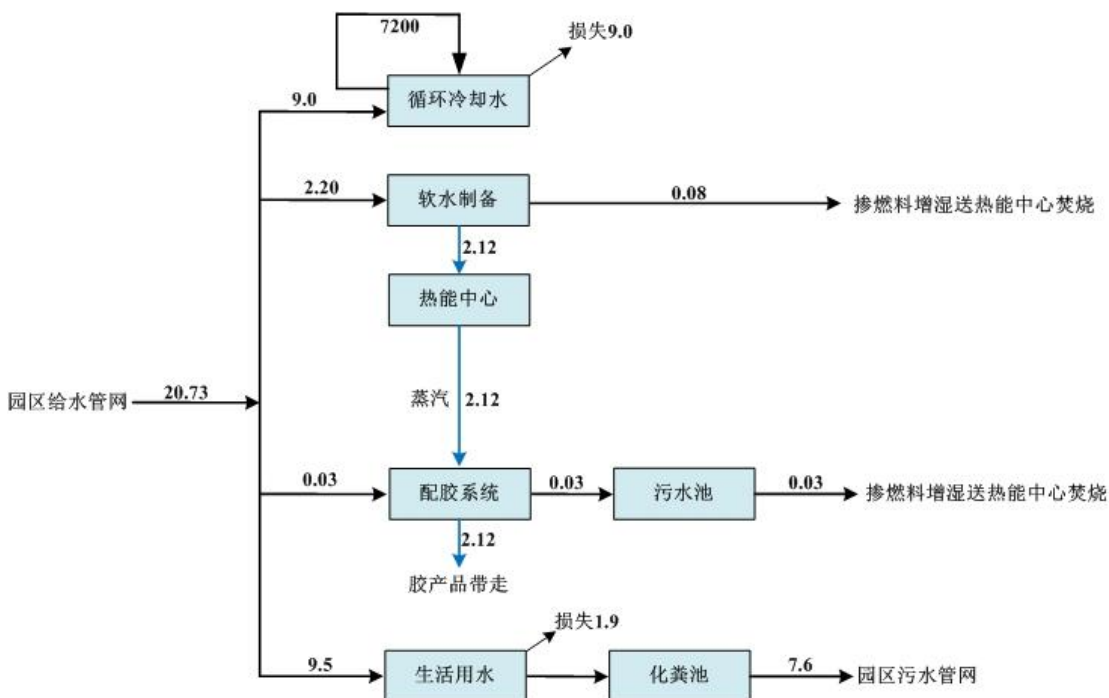 7200
损失9.0
循环冷却水
9.0
2.20
软水制备
0.08
掺燃料增湿送热能中心焚烧
2.12
热能中心
园区给水管网
20.73
蒸汽
2.12
0.03
配胶系统
0.03
污水池
0.03
掺燃料增湿送热能中心焚烧
2.12
胶产品带走
损失1.9
9.5
生活用水
化粪池
7.6
园区污水管网